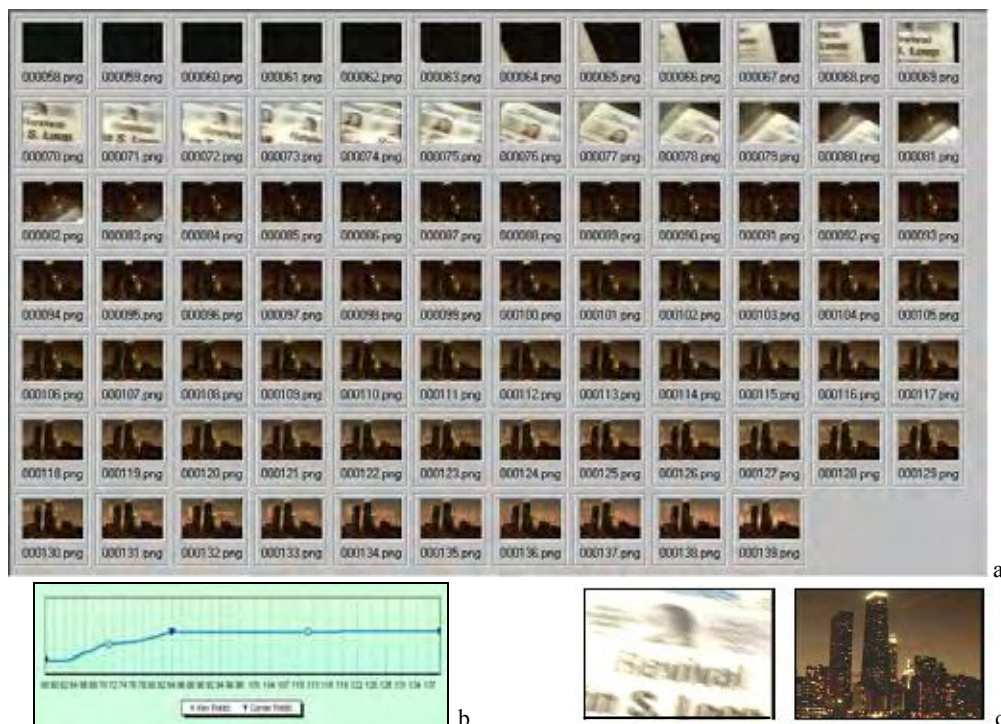 000058.png 000059.png 000060.png 000061.png 000062.png 000063.png 000064.png 000065.png 000066.png 000067.png 000068.png 000069.png
000070.png 000071.png 000072.png 000073.png 000074.png 000075.png 000076.png 000077.png 000078.png 000079.png 000080.png 000081.png
000082.png 000083.png 000084.png 000085.png 000086.png 000087.png 000088.png 000089.png 000090.png 000091.png 000092.png 000093.png
000094.png 000095.png 000096.png 000097.png 000098.png 000099.png 000100.png 000101.png 000102.png 000103.png 000104.png 000105.png
000106.png 000107.png 000108.png 000109.png 000110.png 000111.png 000112.png 000113.png 000114.png 000115.png 000116.png 000117.png
000118.png 000119.png 000120.png 000121.png 000122.png 000123.png 000124.png 000125.png 000126.png 000127.png 000128.png 000129.png
000130.png 000131.png 000132.png 000133.png 000134.png 000135.png 000136.png 000137.png 000138.png 000139.png
a
Revival
S.
b
c